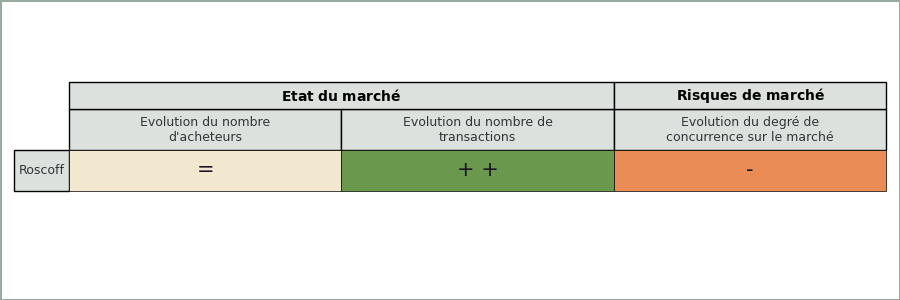 Etat du marché
Risques de marché
Evolution du nombre
d'acheteurs
Evolution du nombre de
transactions
Evolution du degré de
concurrence sur le marché
Roscoff
=
+ +
-